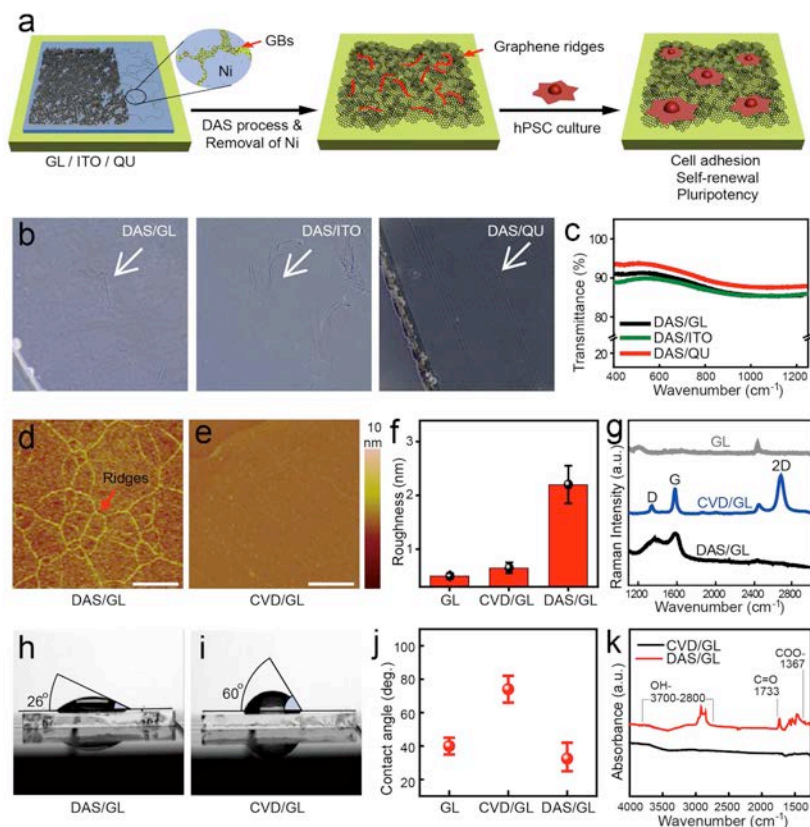 a
GBs
Ni
Graphene ridges
DAS process &
Removal of Ni
hPSC culture
GL / ITO / QU
Cell adhesion
Self-renewal
Pluripotency
b
DAS/GL
DAS/ITO
DAS/QU
c
Transmittance (%)
100
90
80
20
DAS/GL
DAS/ITO
DAS/QU
400 600 800 1000 1200
Wavenumber (cm-1)
d
Ridges
DAS/GL
e
CVD/GL
10
nm
f
Roughness (nm)
3
2
1
GL CVD/GL DAS/GL
g
Raman Intensity (a.u.)
GL
2D
D
G
CVD/GL
DAS/GL
1200 1600 2000 2400 2800
Wavenumber (cm-1)
h
26o
DAS/GL
i
60o
CVD/GL
j
Contact angle (deg.)
100
80
60
40
20
GL CVD/GL DAS/GL
k
Absorbance (a.u.)
CVD/GL
DAS/GL
COO-
1367
C=O
1733
OH-
3700-2800
4000 3500 3000 2500 2000 1500
Wavenumber (cm-1)